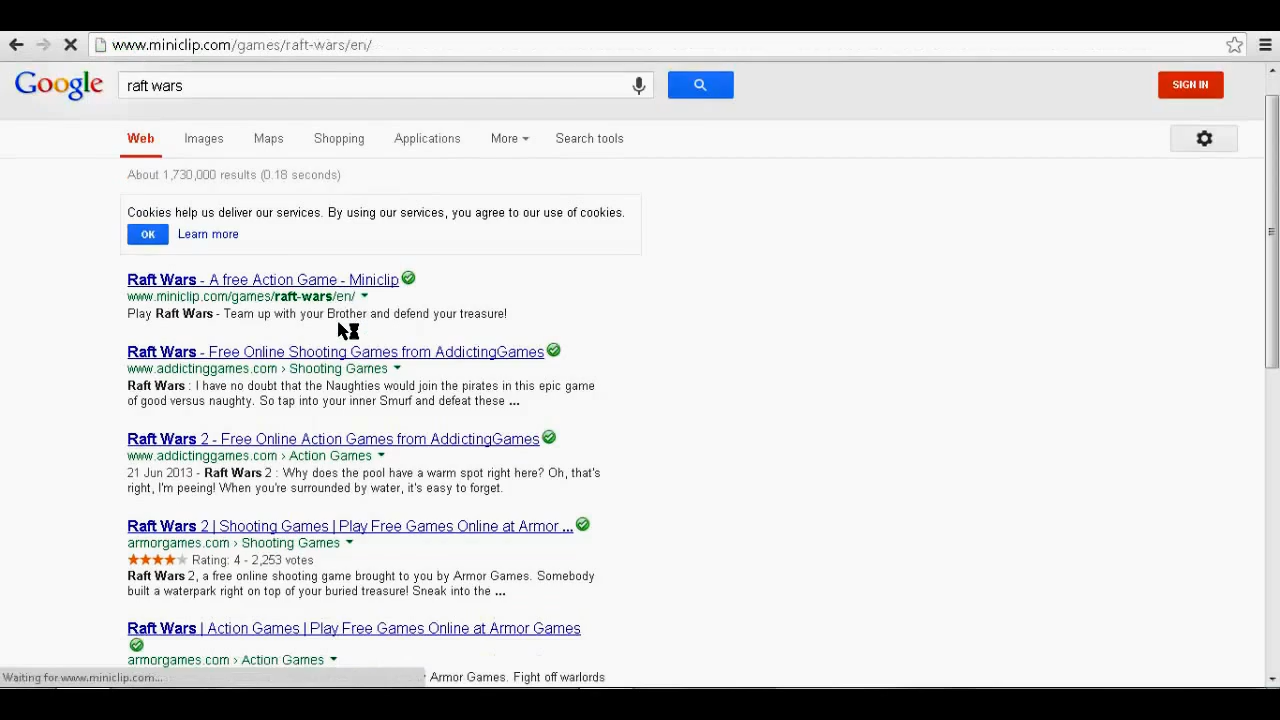 www.miniclip.com/games/raft-wars/en/
Google
raft wars
SIGN IN
Web Images Maps Shopping Applications More Search tools
About 1,730,000 results (0.18 seconds)
Cookies help us deliver our services. By using our services, you agree to our use of cookies.
OK Learn more
Raft Wars - A free Action Game - Miniclip
www.miniclip.com/games/raft-wars/en/
Play Raft Wars - Team up with your Brother and defend your treasure!
Raft Wars - Free Online Shooting Games from AddictingGames
www.addictinggames.com › Shooting Games
Raft Wars : I have no doubt that the Naughties would join the pirates in this epic game
of good versus naughty. So tap into your inner Smurf and defeat these ...
Raft Wars 2 - Free Online Action Games from AddictingGames
www.addictinggames.com › Action Games
21 Jun 2013 - Raft Wars 2 : Why does the pool have a warm spot right here? Oh, that's
right, I'm peeing! When you're surrounded by water, it's easy to forget.
Raft Wars 2 | Shooting Games | Play Free Games Online at Armor ...
armorgames.com › Shooting Games
Rating: 4 - 2,253 votes
Raft Wars 2, a free online shooting game brought to you by Armor Games. Somebody
built a waterpark right on top of your buried treasure! Sneak into the ...
Raft Wars | Action Games | Play Free Games Online at Armor Games
armorgames.com › Action Games
Waiting for www.miniclip.com...
Armor Games. Fight off warlords